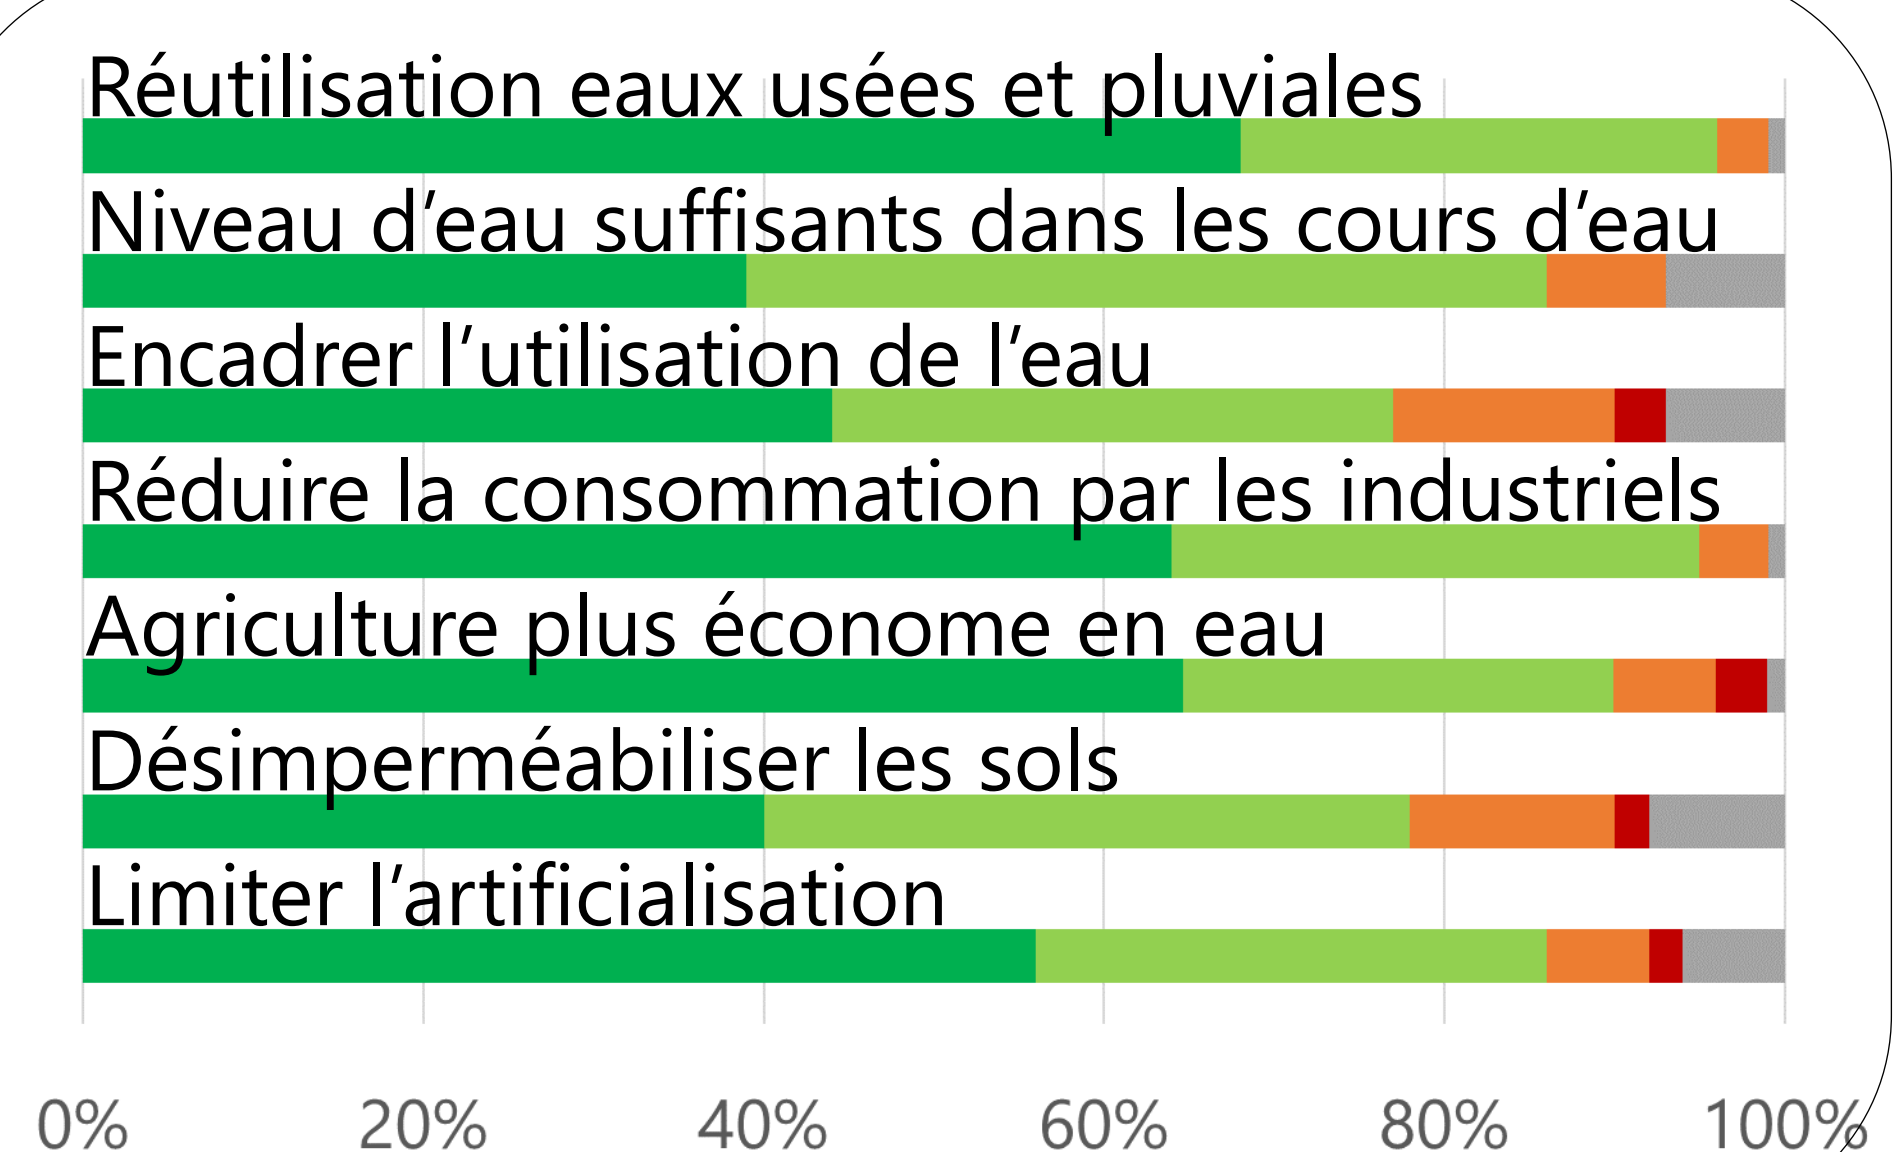 Réutilisation eaux usées et pluviales
Niveau d’eau suffisants dans les cours d’eau
Encadrer l’utilisation de l’eau
Réduire la consommation par les industriels
Agriculture plus économe en eau
Désimperméabiliser les sols
Limiter l’artificialisation
0% 20% 40% 60% 80% 100%